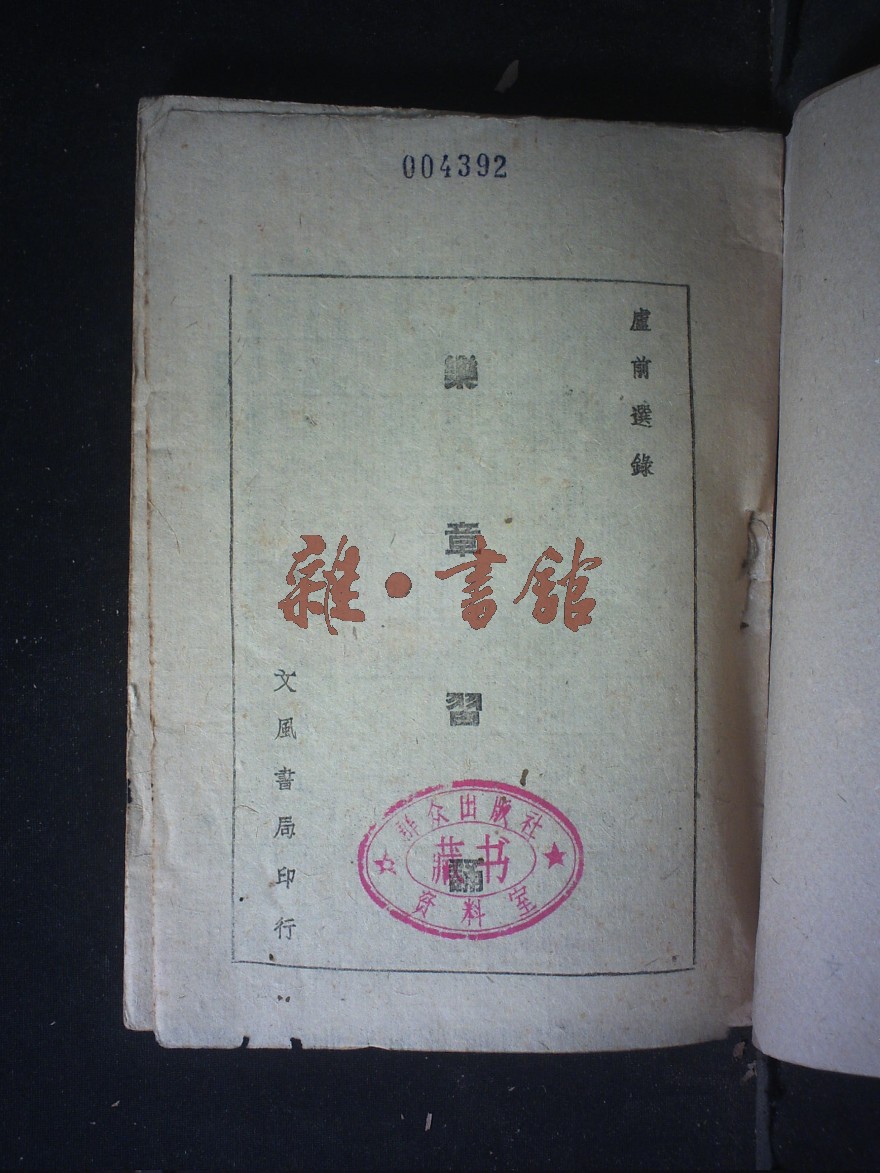 004392
盧前選錄
樂章習誦
文風書局印行
雜·書館
群众出版社
藏书
资料室